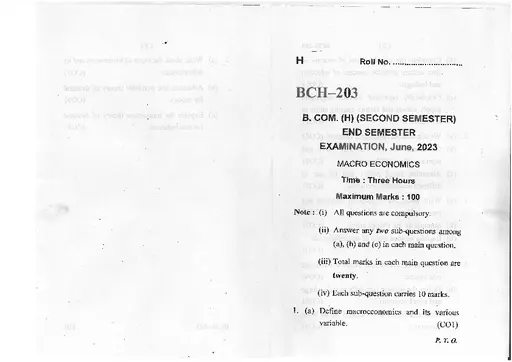 H Roll No. ..............................
BCH–203
B. COM. (H) (SECOND SEMESTER)
END SEMESTER
EXAMINATION, June, 2023
MACRO ECONOMICS
Time : Three Hours
Maximum Marks : 100
Note : (i) All questions are compulsory.
(ii) Answer any two sub-questions among
(a), (b) and (c) in each main question.
(iii) Total marks in each main question are
twenty.
(iv) Each sub-question carries 10 marks.
1. (a) Define macroeconomics and its various
variable. (CO1)
P. T. O.